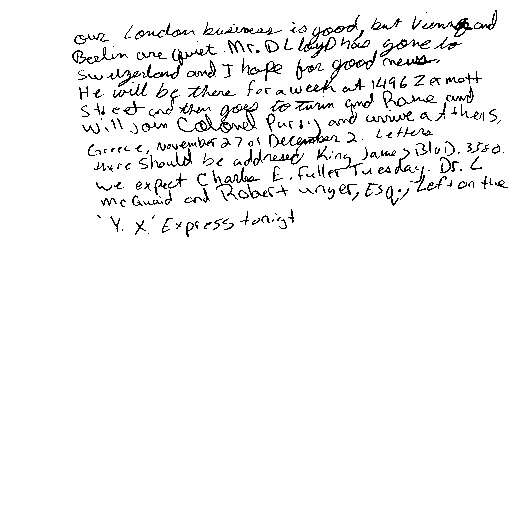 our London business is good, but Vienna and
Berlin are quiet. Mr. D Lloyd has gone to
Switzerland and I hope for good news.
He will be there for a week at 1496 Zermott
Street and then goes to turin and Rome and
will join Colonel Parry and arrive at thens,
Greece, November 27 or December 2. Letters
there should be addressed King James Blvd. 3580.
we expect Charles E. Fuller Tuesday. Dr. L
McQuaid and Robert unger, Esq., Left on the
'Y. X.' Express tonigt